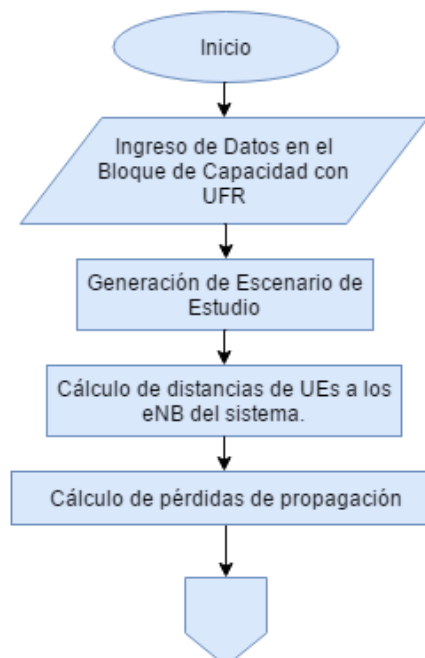 Inicio
Ingreso de Datos en el
Bloque de Capacidad con
UFR
Generación de Escenario de
Estudio
Cálculo de distancias de UEs a los
eNB del sistema.
Cálculo de pérdidas de propagación